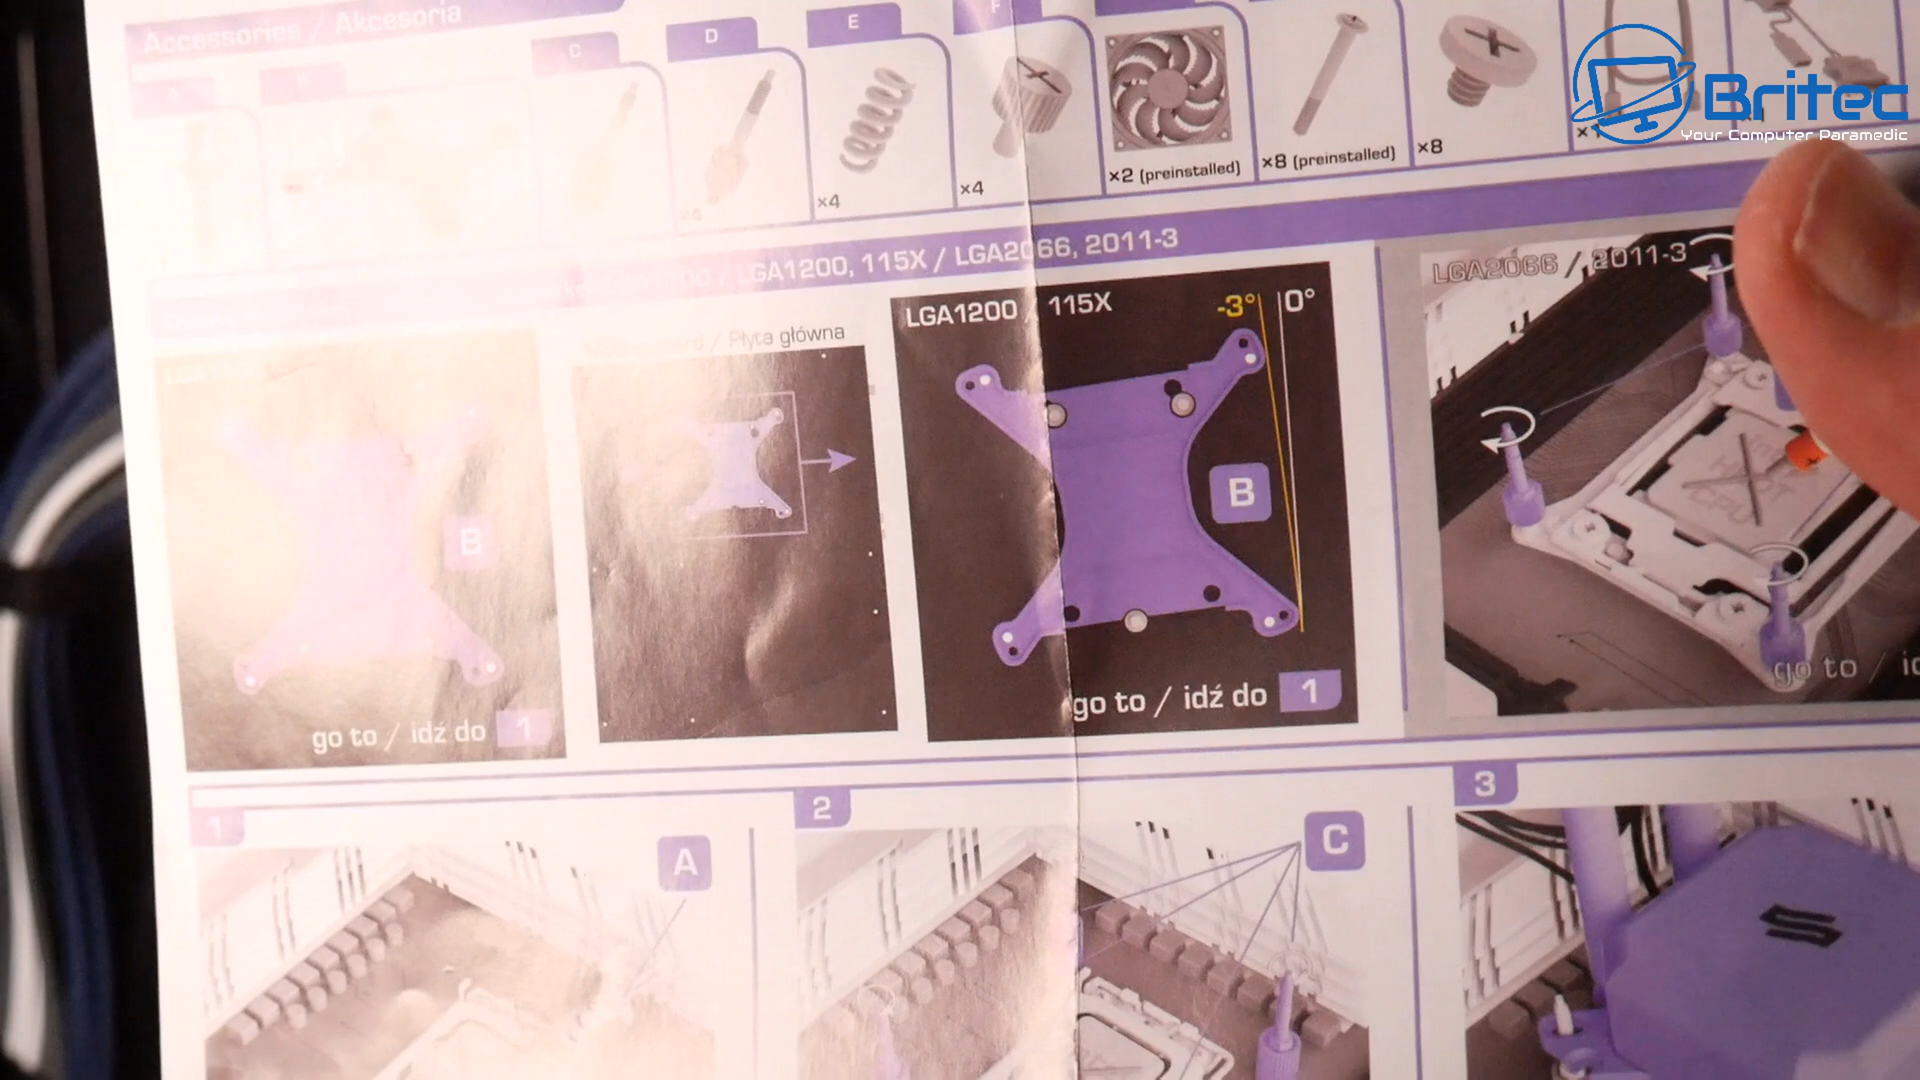 Accessories / Akcesoria
C
D
E
F
×4
×4
×2 (preinstalled)
×8 (preinstalled)
×8
Britec
Your Computer Paramedic
LGA1200, 115X / LGA2066, 2011-3
/ Płyta główna
LGA1200 115X
-3° 0°
LGA2066 / 2011-3
B
B
go to / idź do 1
go to / idź do 1
go to /
1
2
3
A
C